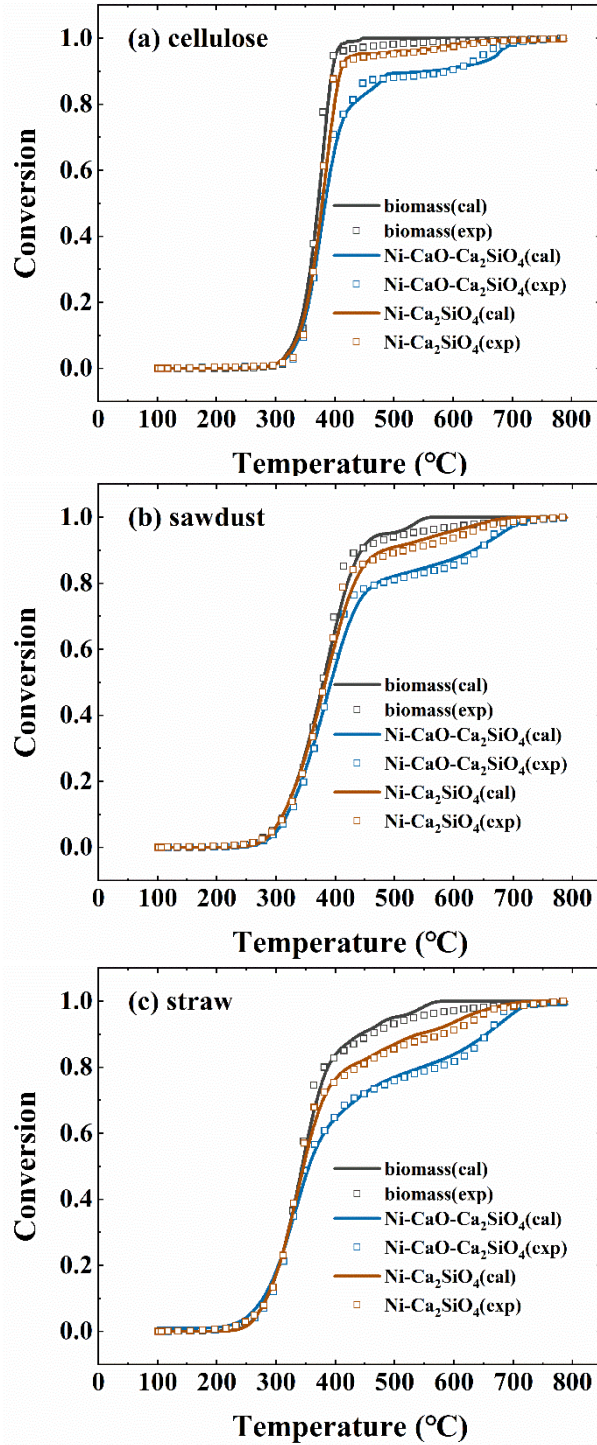 (a) cellulose
Conversion
1.0
0.8
0.6
0.4
0.2
0.0
biomass(cal)
biomass(exp)
Ni-CaO-Ca₂SiO₄(cal)
Ni-CaO-Ca₂SiO₄(cxp)
Ni-Ca₂SiO₄(cal)
Ni-Ca₂SiO₄(cxp)
0 100 200 300 400 500 600 700 800
Temperature (℃)
(b) sawdust
Conversion
1.0
0.8
0.6
0.4
0.2
0.0
biomass(cal)
biomass(exp)
Ni-CaO-Ca₂SiO₄(cal)
Ni-CaO-Ca₂SiO₄(cxp)
Ni-Ca₂SiO₄(cal)
Ni-Ca₂SiO₄(cxp)
0 100 200 300 400 500 600 700 800
Temperature (℃)
(c) straw
Conversion
1.0
0.8
0.6
0.4
0.2
0.0
biomass(cal)
biomass(exp)
Ni-CaO-Ca₂SiO₄(cal)
Ni-CaO-Ca₂SiO₄(cxp)
Ni-Ca₂SiO₄(cal)
Ni-Ca₂SiO₄(cxp)
0 100 200 300 400 500 600 700 800
Temperature (℃)